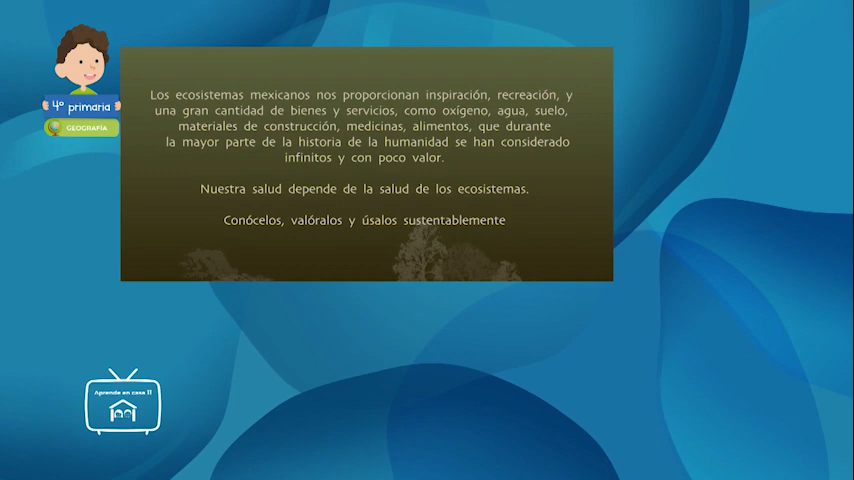 4º primaria
GEOGRAFÍA
Los ecosistemas mexicanos nos proporcionan inspiración, recreación, y
una gran cantidad de bienes y servicios, como oxígeno, agua, suelo,
materiales de construcción, medicinas, alimentos, que durante
la mayor parte de la historia de la humanidad se han considerado
infinitos y con poco valor.
Nuestra salud depende de la salud de los ecosistemas.
Conócelos, valóralos y úsalos sustentablemente
Aprende en casa II